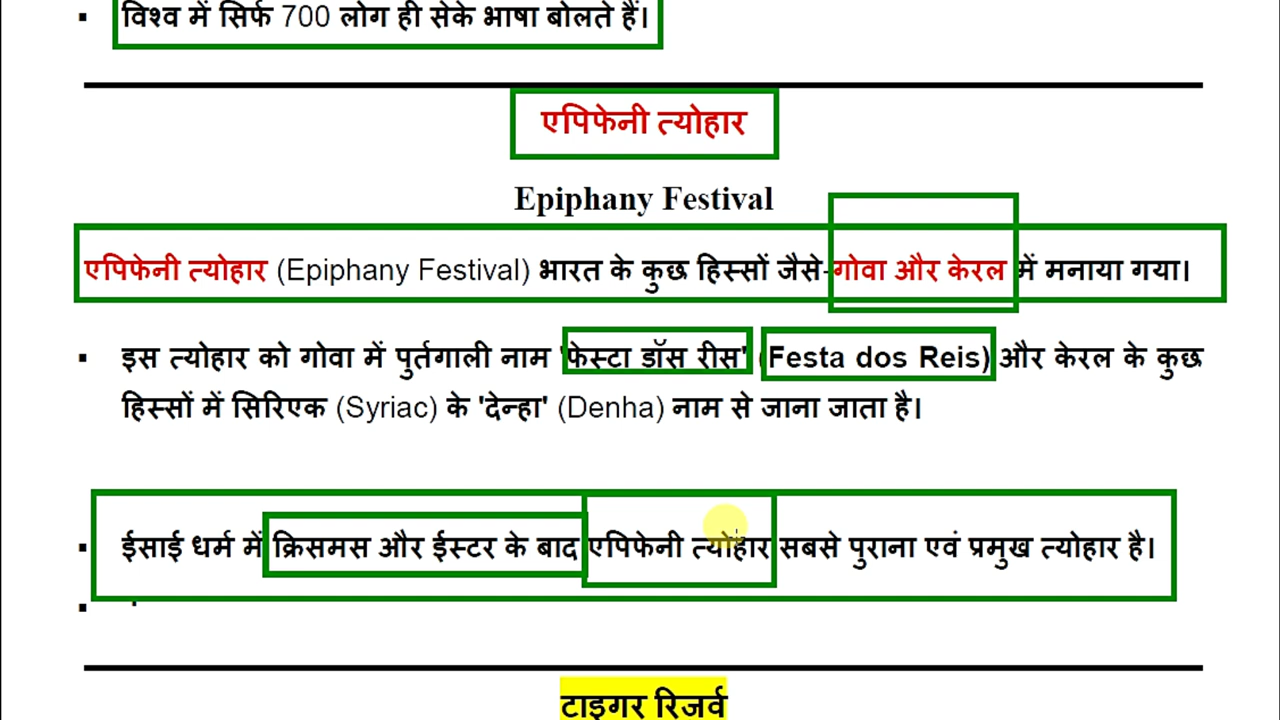 ▪ विश्व में सिर्फ 700 लोग ही सेके भाषा बोलते हैं।
एपिफेनी त्योहार
Epiphany Festival
एपिफेनी त्योहार (Epiphany Festival) भारत के कुछ हिस्सों जैसे-गोवा और केरल में मनाया गया।
▪ इस त्योहार को गोवा में पुर्तगाली नाम 'फेस्टा डॉस रीस' (Festa dos Reis) और केरल के कुछ
हिस्सों में सिरिएक (Syriac) के 'देन्हा' (Denha) नाम से जाना जाता है।
▪ ईसाई धर्म में क्रिसमस और ईस्टर के बाद एपिफेनी त्योहार सबसे पुराना एवं प्रमुख त्योहार है।
टाइगर रिजर्व